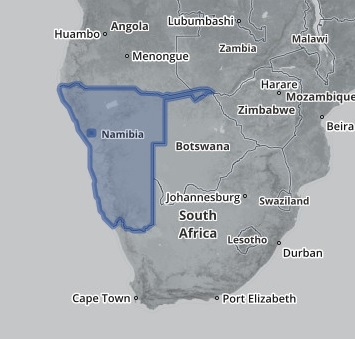 Lubumbashi
Angola
Huambo
Malawi
Zambia
Menongue
Harare
Mozambique
Zimbabwe
Beira
Namibia
Botswana
Johannesburg
Swaziland
South
Africa
Lesotho
Durban
Cape Town
Port Elizabeth